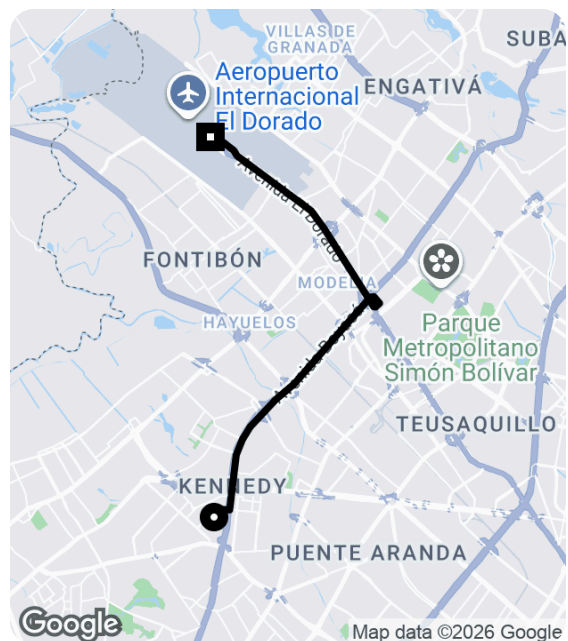 VILLAS DE
GRANADA
SUBA
Aeropuerto
Internacional
El Dorado
ENGATIVÁ
Avenida El Dorado
FONTIBÓN
MODELIA
HAYUELOS
Parque
Metropolitano
Simón Bolívar
TEUSAQUILLO
KENNEDY
PUENTE ARANDA
Google
Map data ©2026 Google